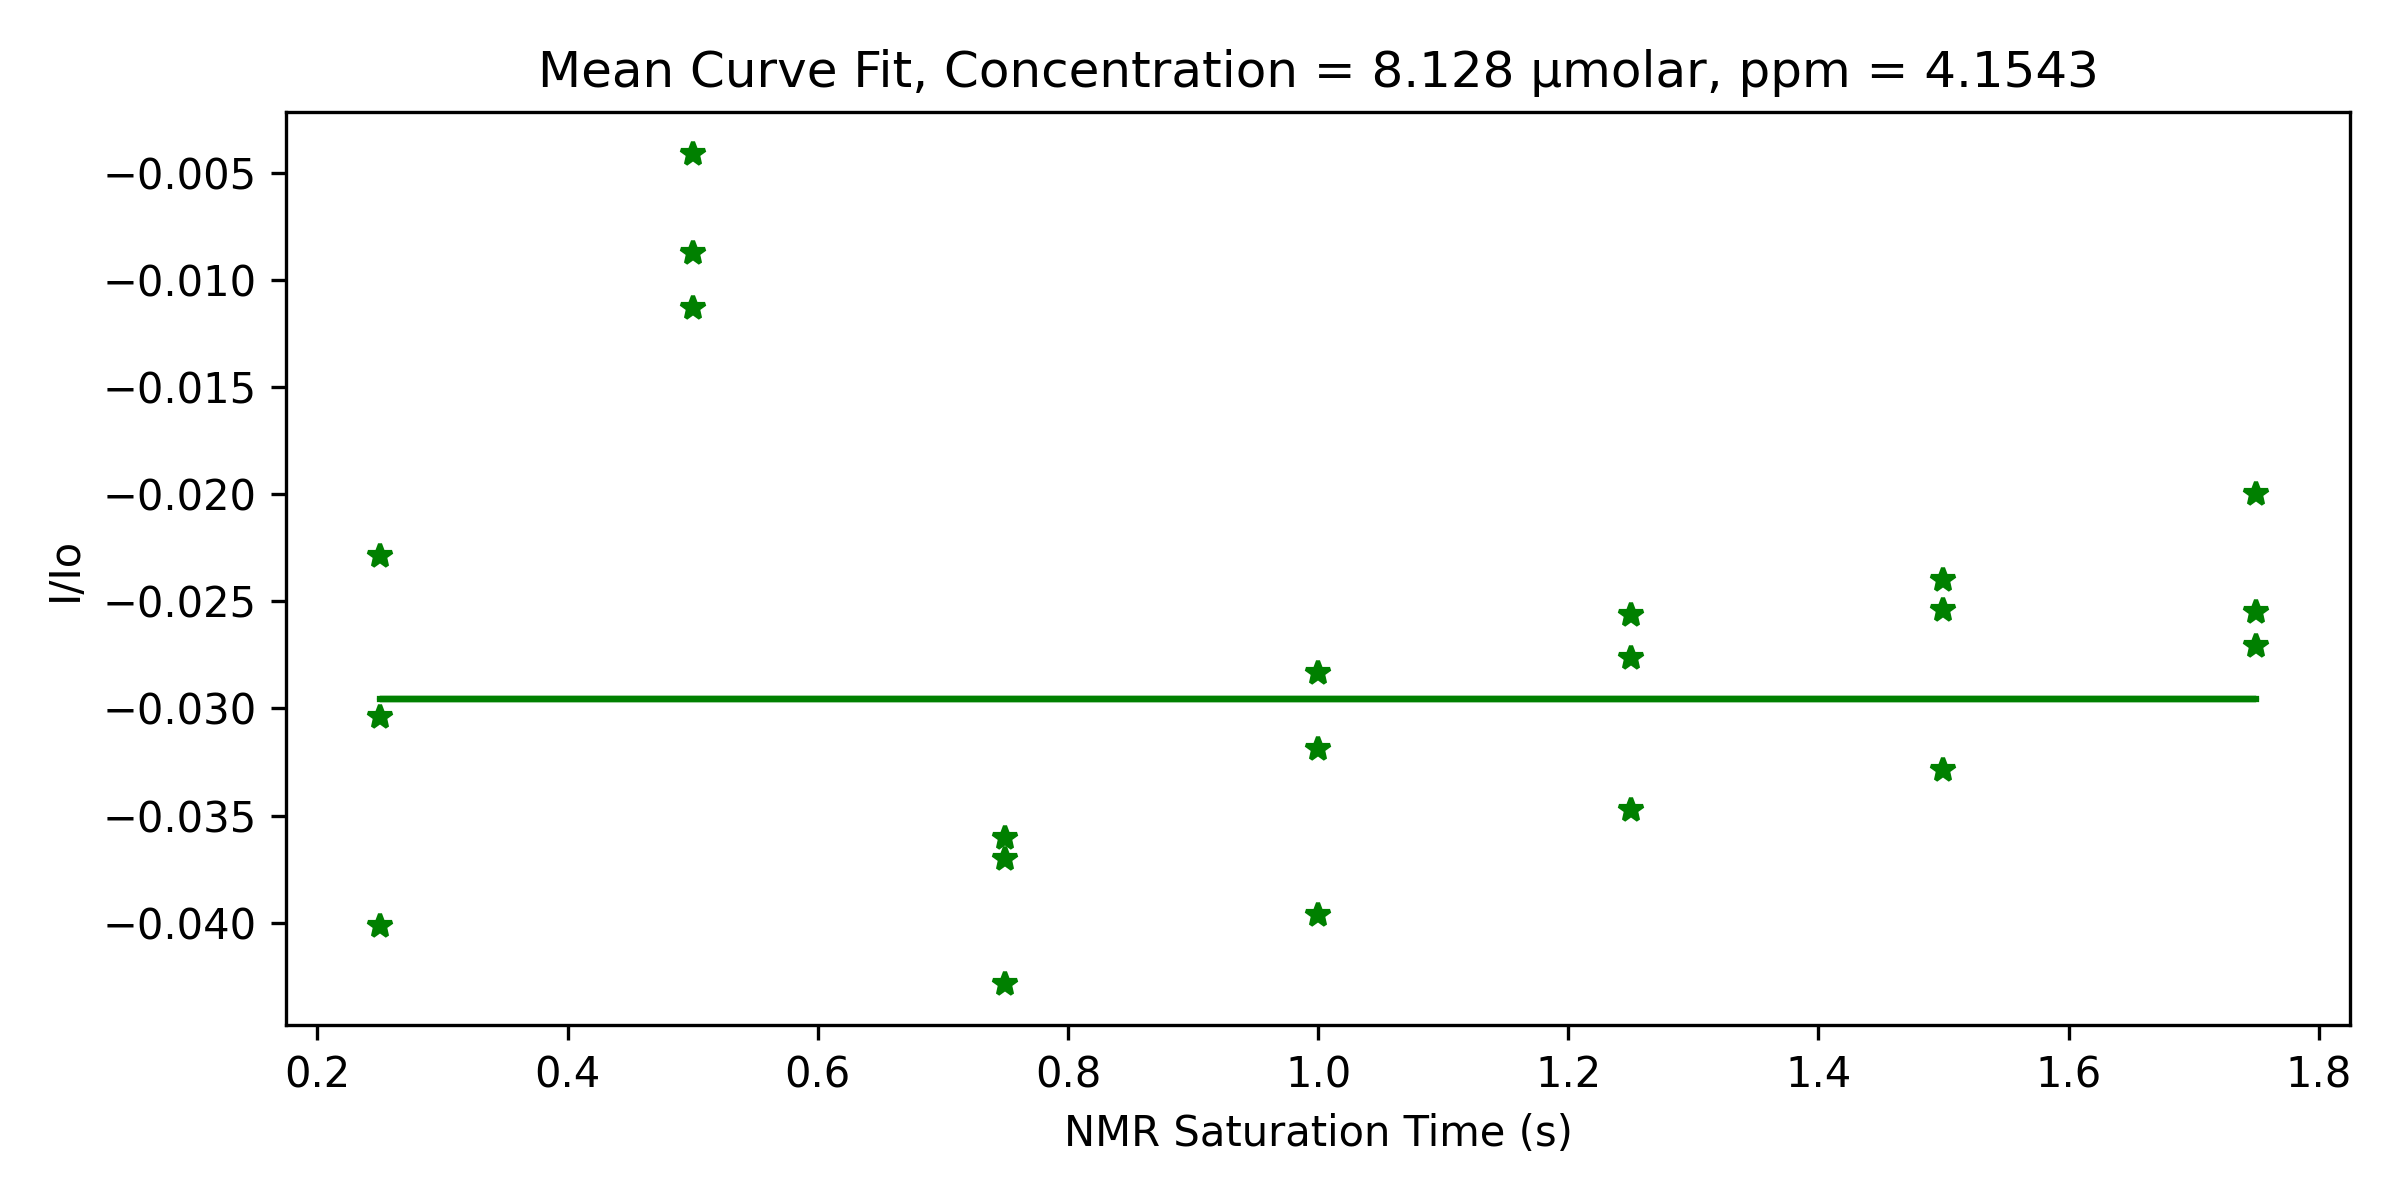 Mean Curve Fit, Concentration = 8.128 µmolar, ppm = 4.1543
I/Io
−0.005
−0.010
−0.015
−0.020
−0.025
−0.030
−0.035
−0.040
0.2 0.4 0.6 0.8 1.0 1.2 1.4 1.6 1.8
NMR Saturation Time (s)